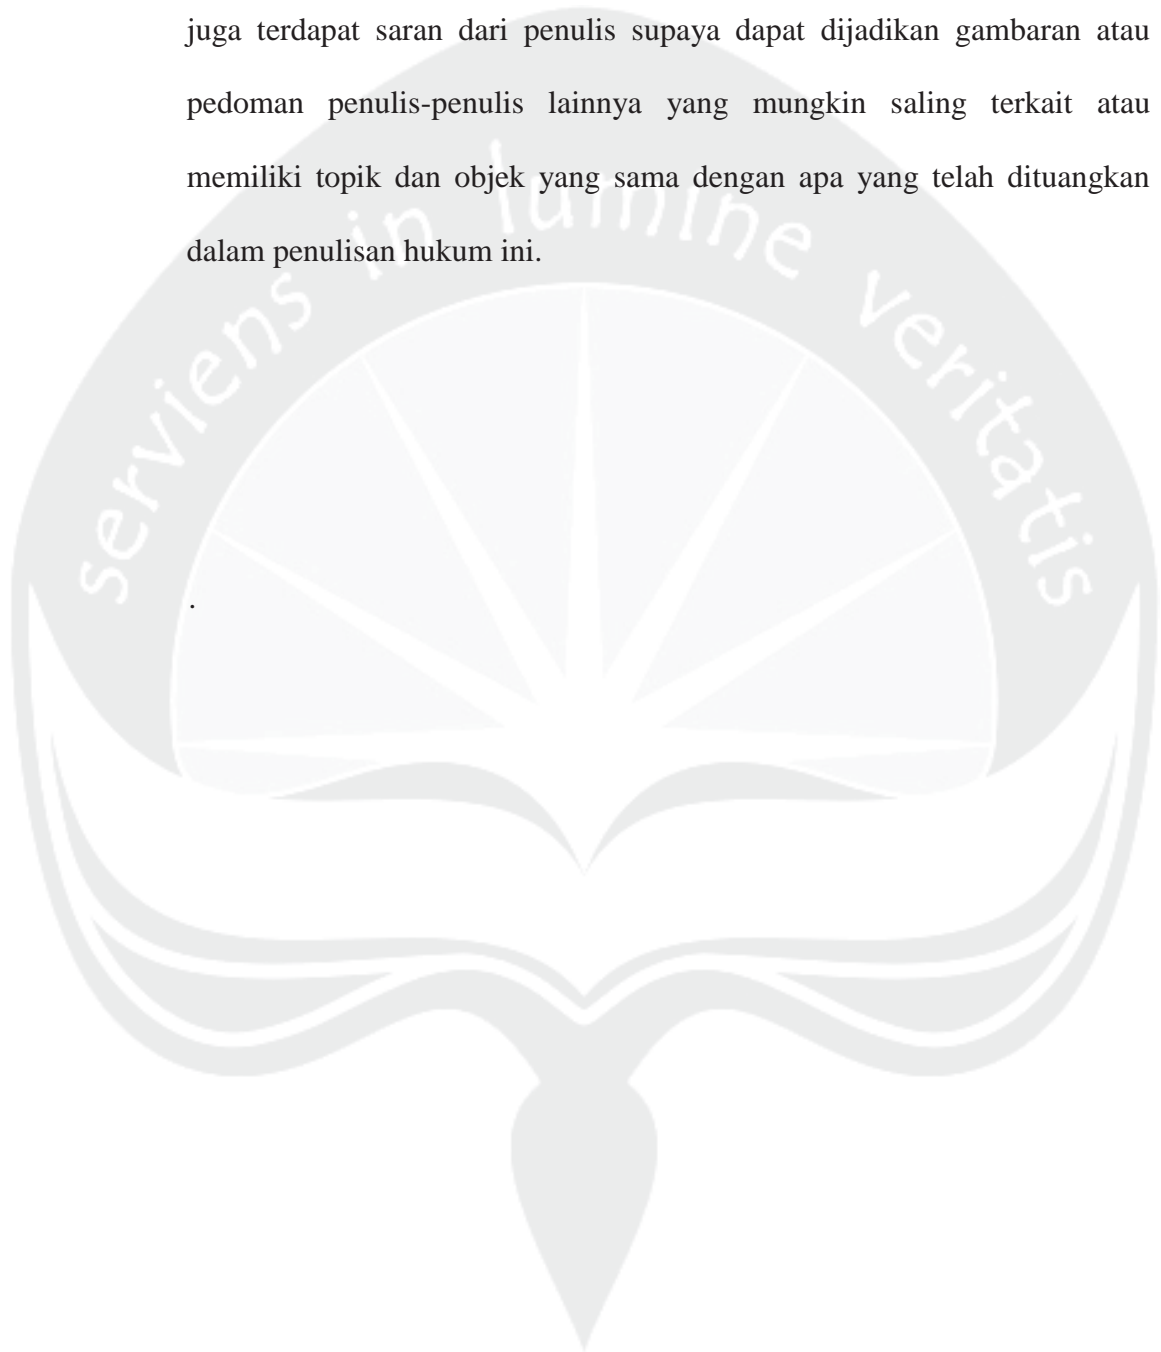 juga terdapat saran dari penulis supaya dapat dijadikan gambaran atau
pedoman penulis-penulis lainnya yang mungkin saling terkait atau
memiliki topik dan objek yang sama dengan apa yang telah dituangkan
dalam penulisan hukum ini.
serviens in lumine veritatis
.